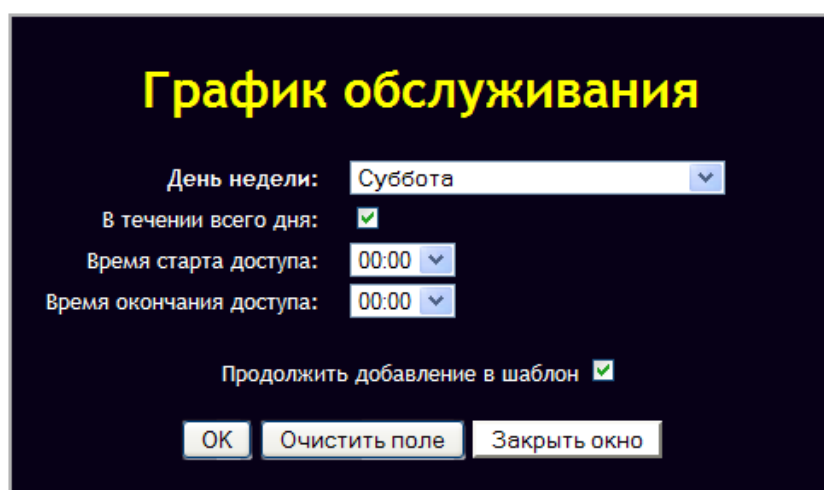 График обслуживания
День недели: Суббота
В течении всего дня:
Время старта доступа: 00:00
Время окончания доступа: 00:00
Продолжить добавление в шаблон
OK Очистить поле Закрыть окно